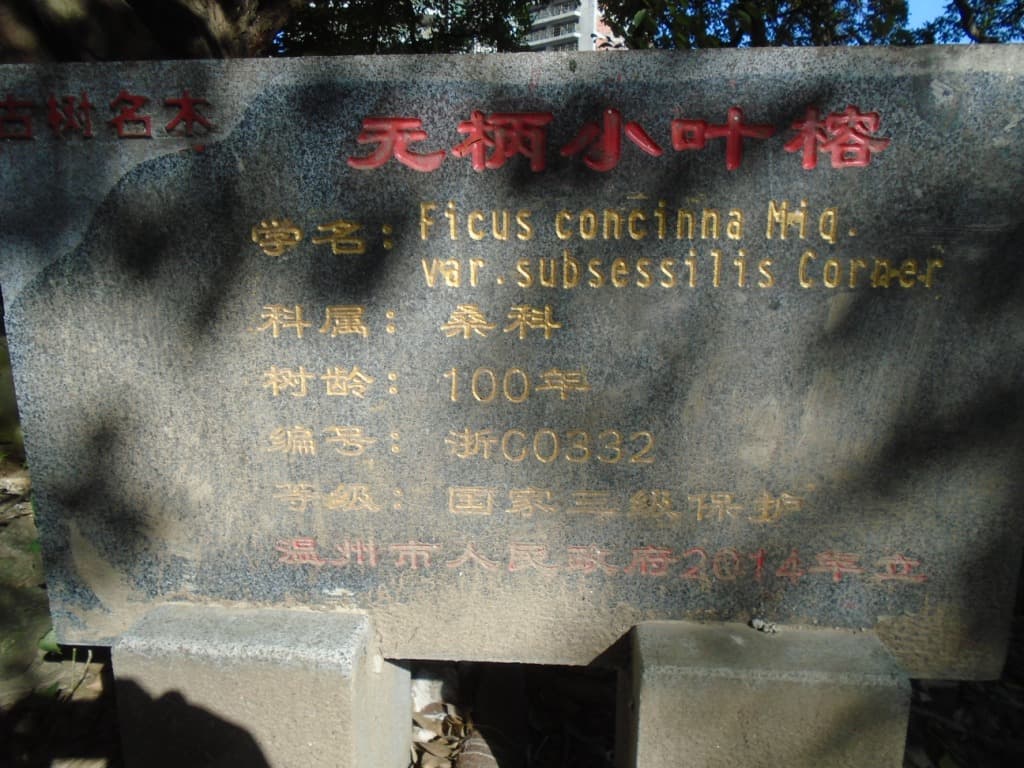 古树名木
无柄小叶榕
学名：Ficus concinna Miq.
var.subsessilis Corner
科属：桑科
树龄：100年
编号：浙C0332
等级：国家三级保护
温州市人民政府2014年立